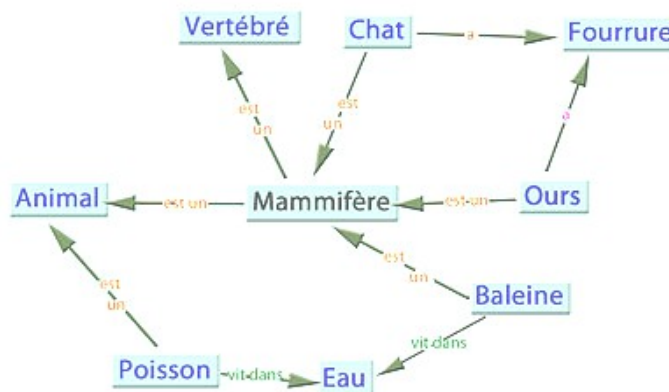 Vertébré
Chat
a
Fourrure
est
un
est
un
a
Animal
est un
Mammifère
est un
Ours
est
un
est
un
Baleine
vit dans
Poisson
vit dans
Eau